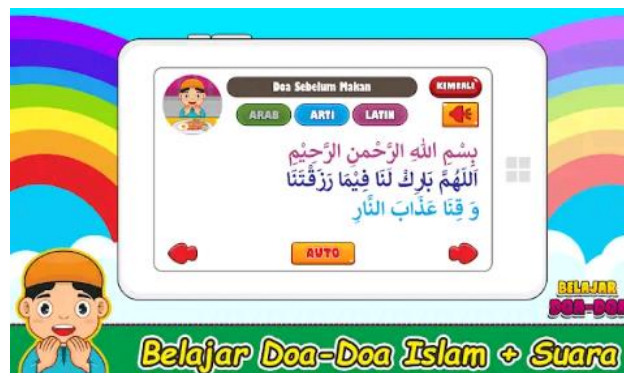 Doa Sebelum Makan
KIMBALI
ARAB ARTI LATIN
بِسْمِ اللهِ الرَّحْمنِ الرَّحِيْمِ
اَللّهُمَّ بَارِكْ لَنَا فِيْمَا رَزَقْتَنَا
وَ قِنَا عَذَابَ النَّارِ
AUTO
BELAJAR
DOA-DOA
Belajar Doa-Doa Islam + Suara